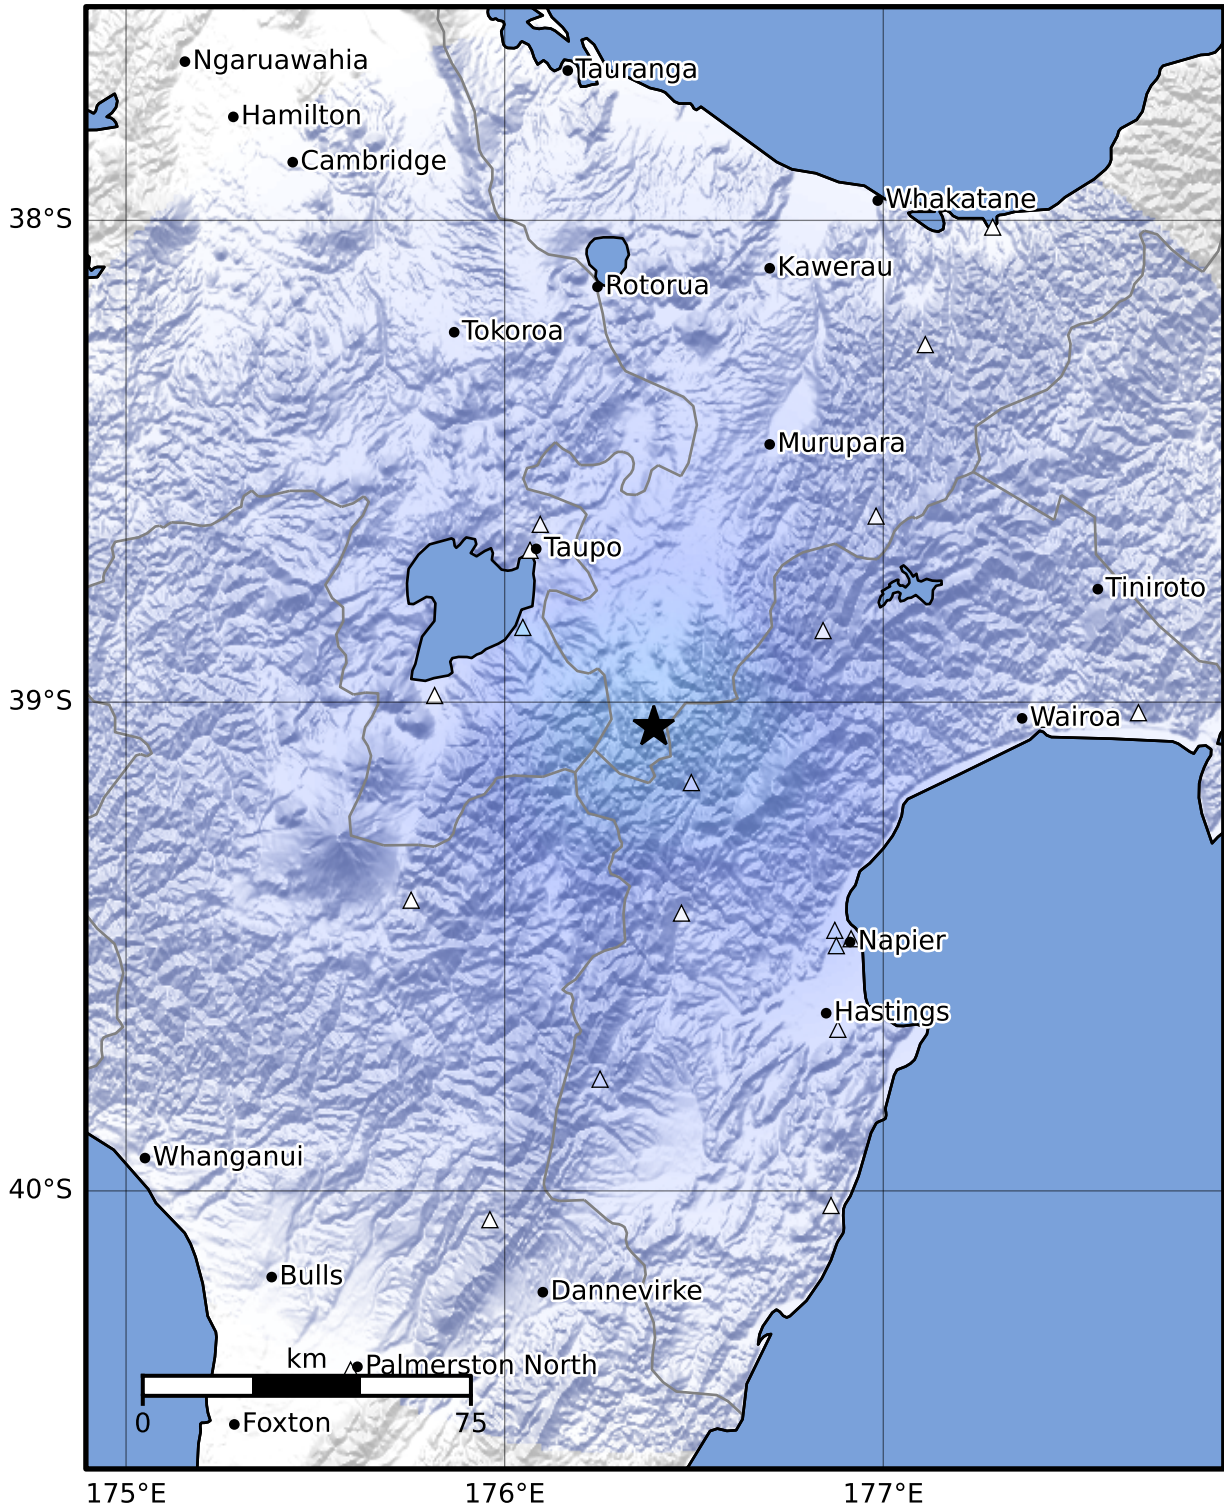 Ngaruawahia
Tauranga
Hamilton
Cambridge
Whakatane
38°S
Kawerau
Rotorua
Tokoroa
Murupara
Taupo
Tiniroto
39°S
Wairoa
Napier
Hastings
Whanganui
40°S
Bulls
Dannevirke
km
Palmerston North
0
75
Foxton
175°E
176°E
177°E